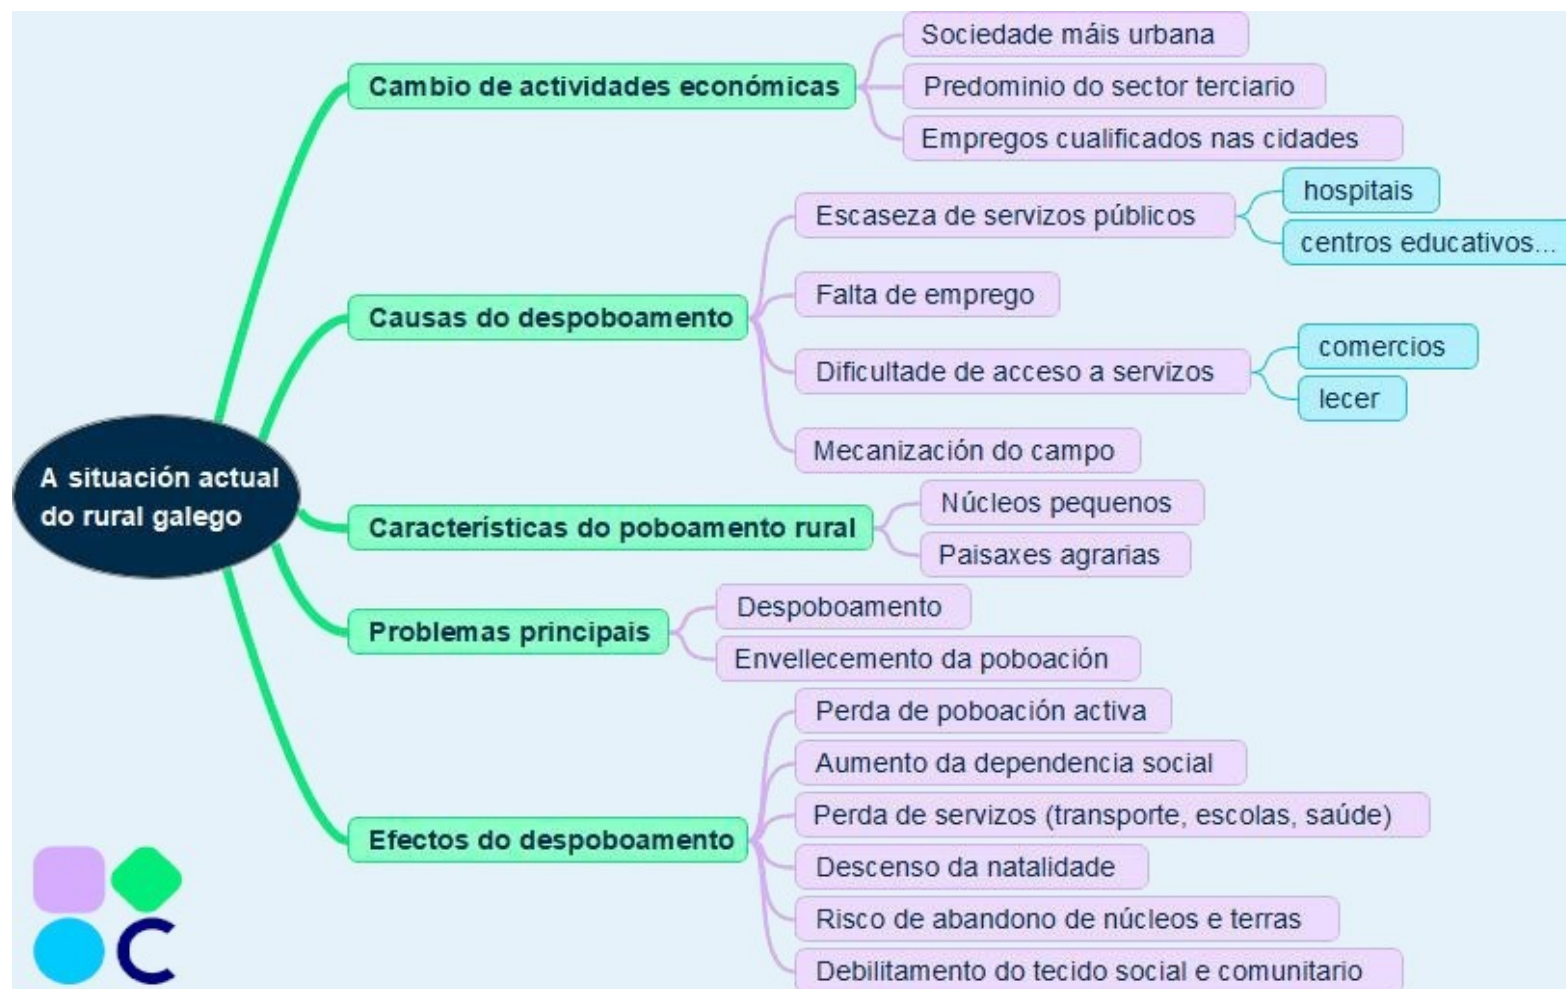 A situación actual
do rural galego
Cambio de actividades económicas
Sociedade máis urbana
Predominio do sector terciario
Empregos cualificados nas cidades
Causas do despoboamento
Escaseza de servizos públicos
hospitais
centros educativos...
Falta de emprego
Dificultade de acceso a servizos
comercios
lecer
Mecanización do campo
Características do poboamento rural
Núcleos pequenos
Paisaxes agrarias
Problemas principais
Despoboamento
Envellecemento da poboación
Efectos do despoboamento
Perda de poboación activa
Aumento da dependencia social
Perda de servizos (transporte, escolas, saúde)
Descenso da natalidade
Risco de abandono de núcleos e terras
Debilitamento do tecido social e comunitario